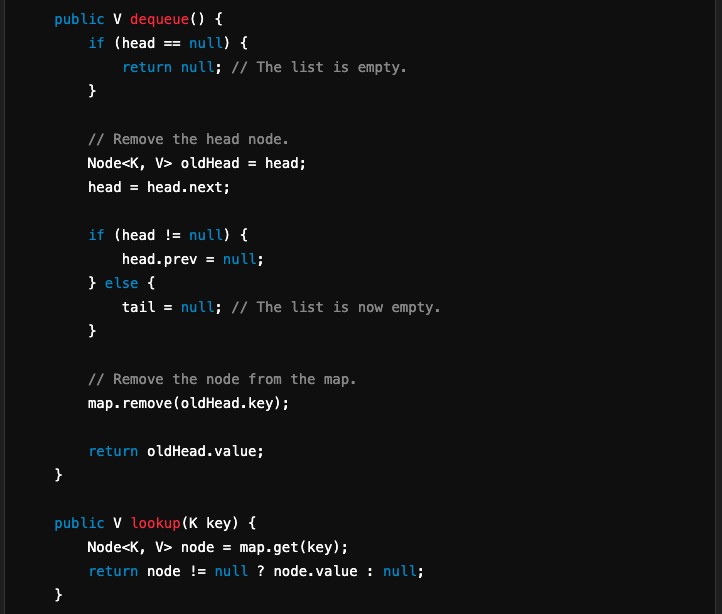 public V dequeue() {
    if (head == null) {
        return null; // The list is empty.
    }

    // Remove the head node.
    Node<K, V> oldHead = head;
    head = head.next;

    if (head != null) {
        head.prev = null;
    } else {
        tail = null; // The list is now empty.
    }

    // Remove the node from the map.
    map.remove(oldHead.key);

    return oldHead.value;
}

public V lookup(K key) {
    Node<K, V> node = map.get(key);
    return node != null ? node.value : null;
}